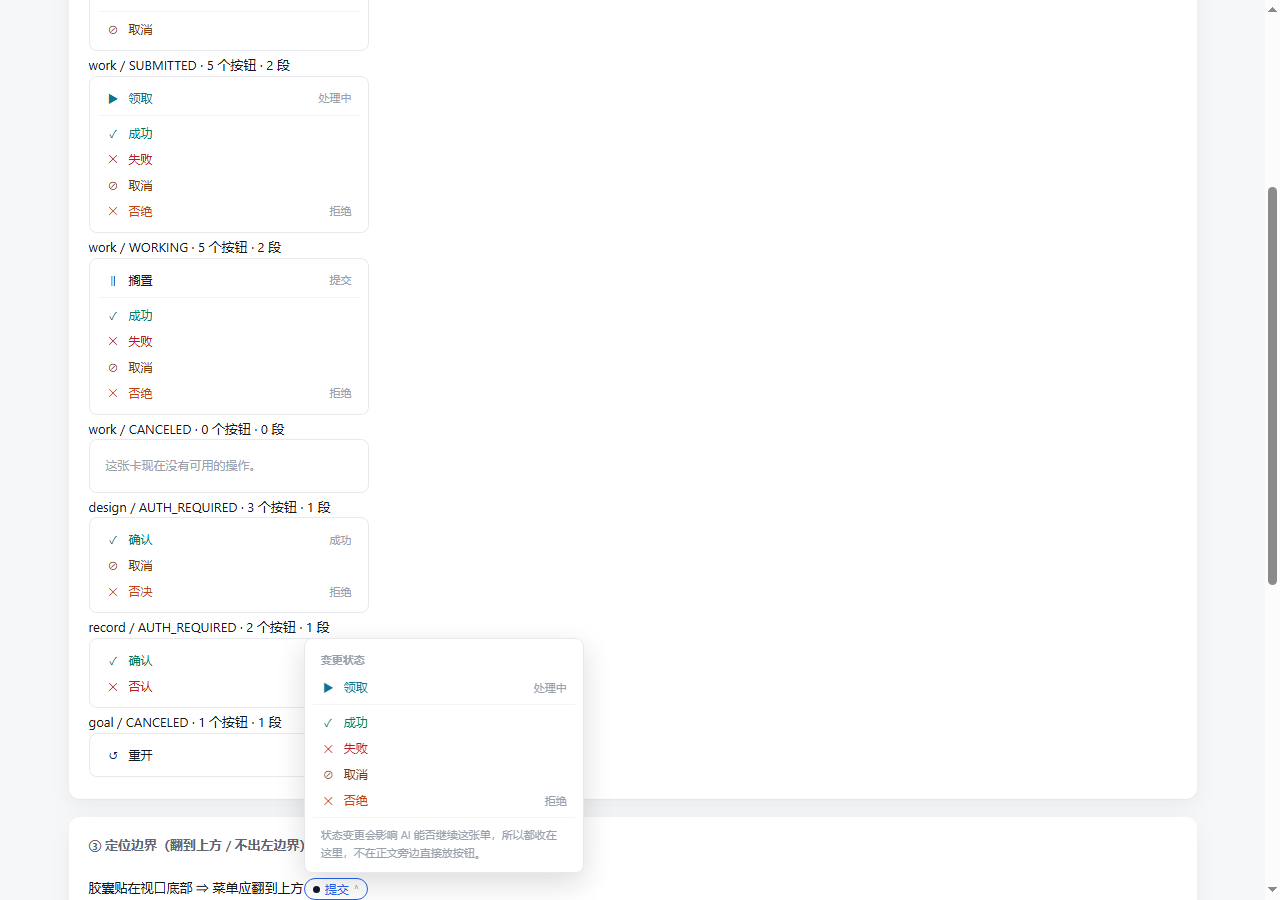 取消
work / SUBMITTED · 5 个按钮 · 2 段
领取 处理中
成功
失败
取消
否绝 拒绝
work / WORKING · 5 个按钮 · 2 段
搁置 提交
成功
失败
取消
否绝 拒绝
work / CANCELED · 0 个按钮 · 0 段
这张卡现在没有可用的操作。
design / AUTH_REQUIRED · 3 个按钮 · 1 段
确认 成功
取消
否决 拒绝
record / AUTH_REQUIRED · 2 个按钮 · 1 段
确认
否认
goal / CANCELED · 1 个按钮 · 1 段
重开
变更状态
领取 处理中
成功
失败
取消
否绝 拒绝
状态变更会影响 AI 能否继续这张单，所以都收在
这里，不在正文旁边直接放按钮。
③ 定位边界（翻到上方 / 不出左边界）
胶囊贴在视口底部 ⇒ 菜单应翻到上方 提交